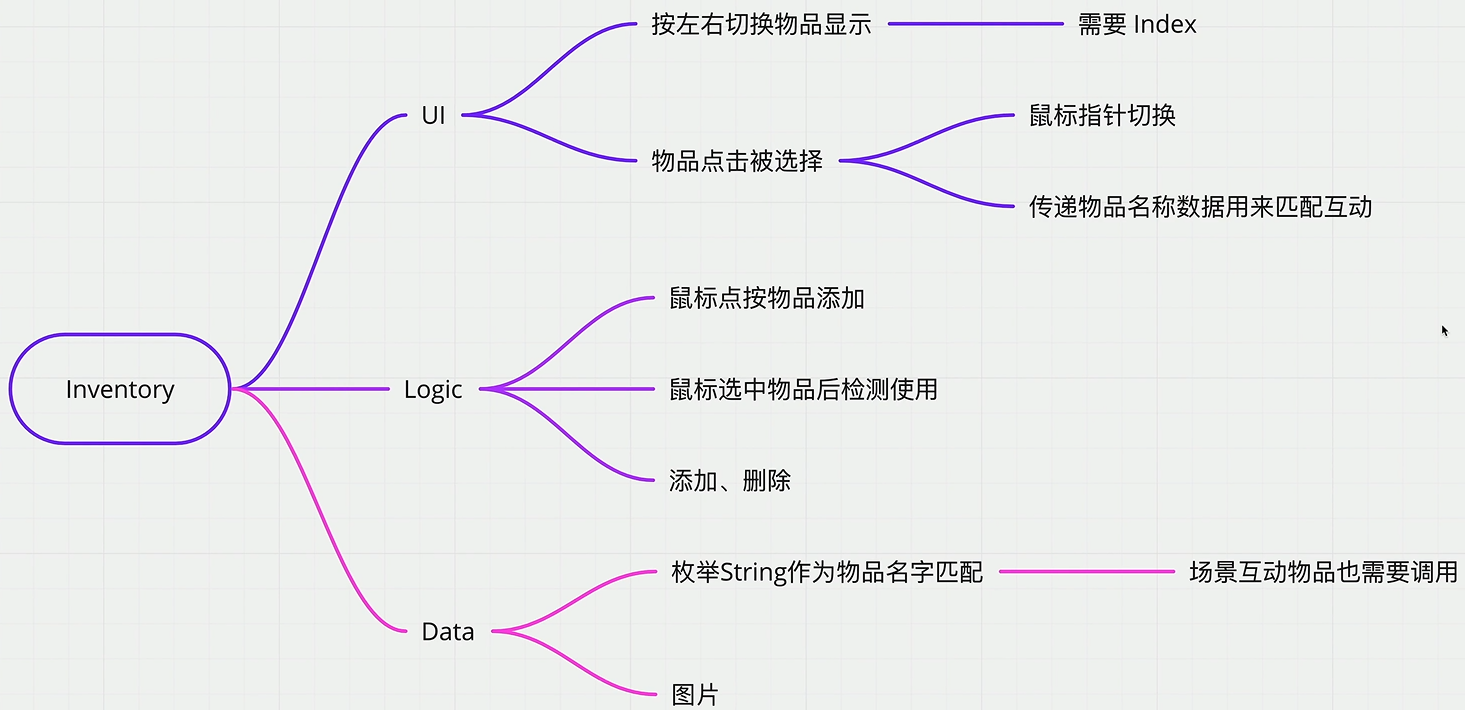 按左右切换物品显示
需要 Index
UI
鼠标指针切换
物品点击被选择
传递物品名称数据用来匹配互动
鼠标点按物品添加
Inventory
Logic
鼠标选中物品后检测使用
添加、删除
枚举String作为物品名字匹配
场景互动物品也需要调用
Data
图片